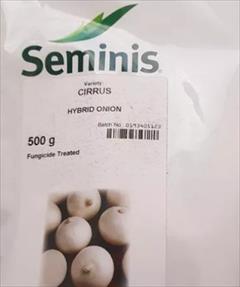 Seminis
Variety
CIRRUS
HYBRID ONION
Batch No.
500 g
Fungicide Treated